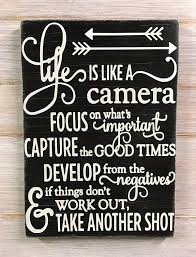 life is like a
camera
focus on what's
important
capture the good times
develop from the
negatives
& if things don't
work out,
take another shot